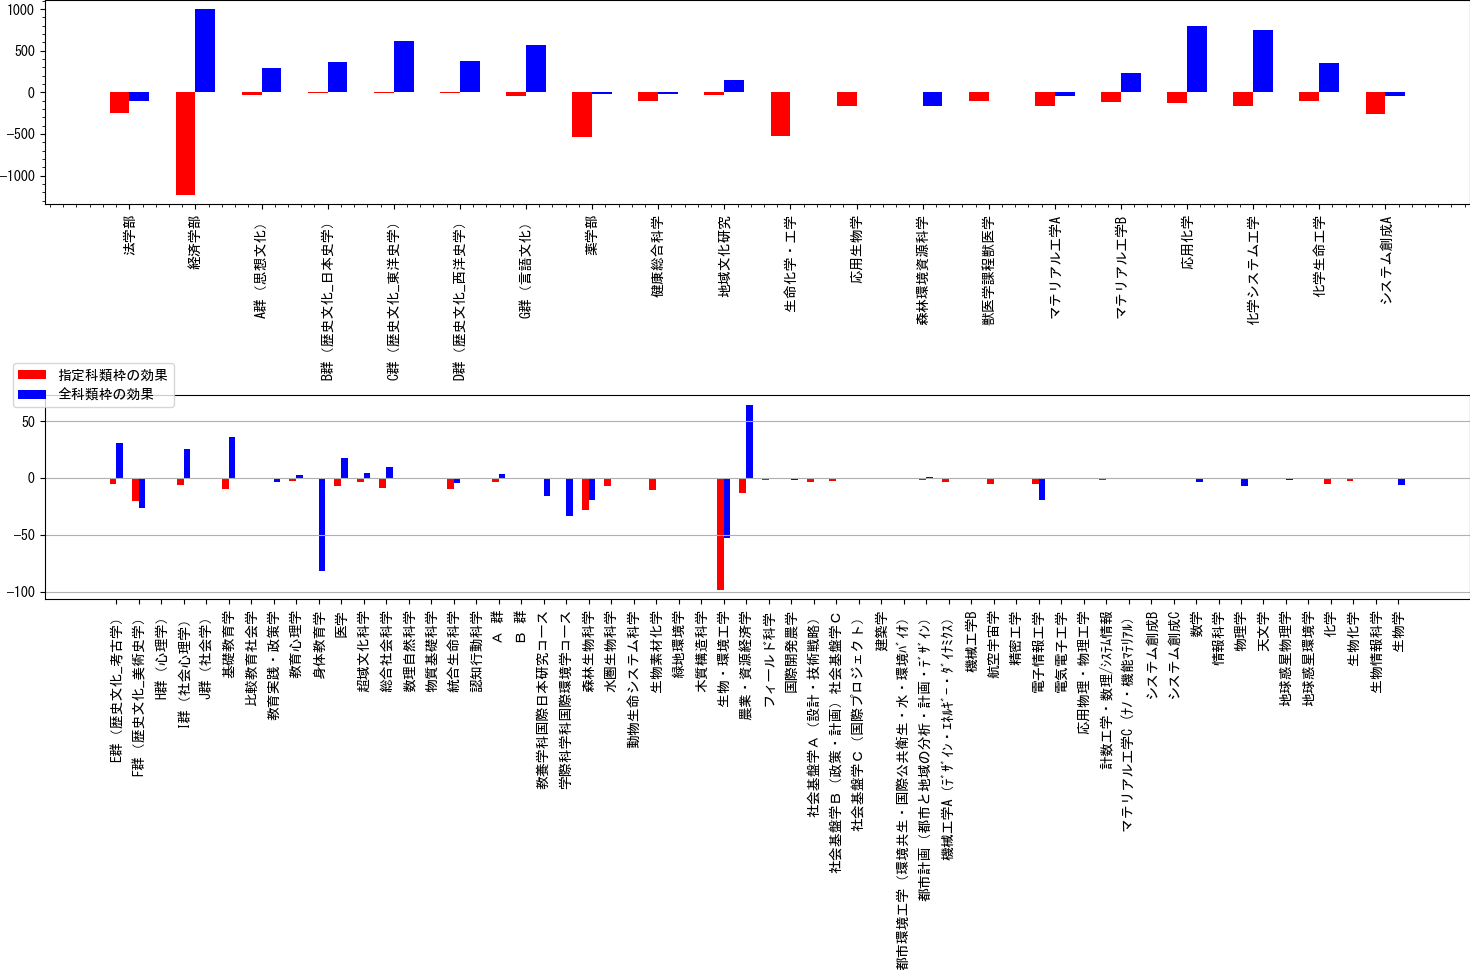 1000
500
0
−500
−1000
法学部
経済学部
A群（思想文化）
B群（歴史文化_日本史学）
C群（歴史文化_東洋史学）
D群（歴史文化_西洋史学）
G群（言語文化）
薬学部
健康総合科学
地域文化研究
生命化学・工学
応用生物学
森林環境資源科学
獣医学課程獣医学
マテリアル工学A
マテリアル工学B
応用化学
化学システム工学
化学生命工学
システム創成A
指定科類枠の効果
全科類枠の効果
50
0
−50
−100
E群（歴史文化_考古学）
F群（歴史文化_美術史学）
H群（心理学）
I群（社会心理学）
J群（社会学）
基礎教育学
比較教育社会学
教育実践・政策学
教育心理学
身体教育学
医学
超域文化科学
総合社会科学
数理自然科学
物質基礎科学
統合生命科学
認知行動科学
Ａ　群
Ｂ　群
教養学科国際日本研究コース
学際科学科国際環境学コース
森林生物科学
水圏生物科学
動物生命システム科学
生物素材化学
緑地環境学
木質構造科学
生物・環境工学
農業・資源経済学
フィールド科学
国際開発農学
社会基盤学Ａ（設計・技術戦略）
社会基盤学Ｂ（政策・計画）社会基盤学Ｃ
社会基盤学Ｃ（国際プロジェクト）
建築学
都市環境工学（環境共生・国際公共衛生・水・環境ﾊﾞｲｵ）
都市計画（都市と地域の分析・計画・ﾃﾞｻﾞｲﾝ）
機械工学A（ﾃﾞｻﾞｲﾝ・ｴﾈﾙｷﾞｰ・ﾀﾞｲﾅﾐｸｽ）
機械工学B
航空宇宙学
精密工学
電子情報工学
電気電子工学
応用物理・物理工学
計数工学・数理/ｼｽﾃﾑ情報
マテリアル工学C（ﾅﾉ・機能ﾏﾃﾘｱﾙ）
システム創成B
システム創成C
数学
情報科学
物理学
天文学
地球惑星物理学
地球惑星環境学
化学
生物化学
生物情報科学
生物学